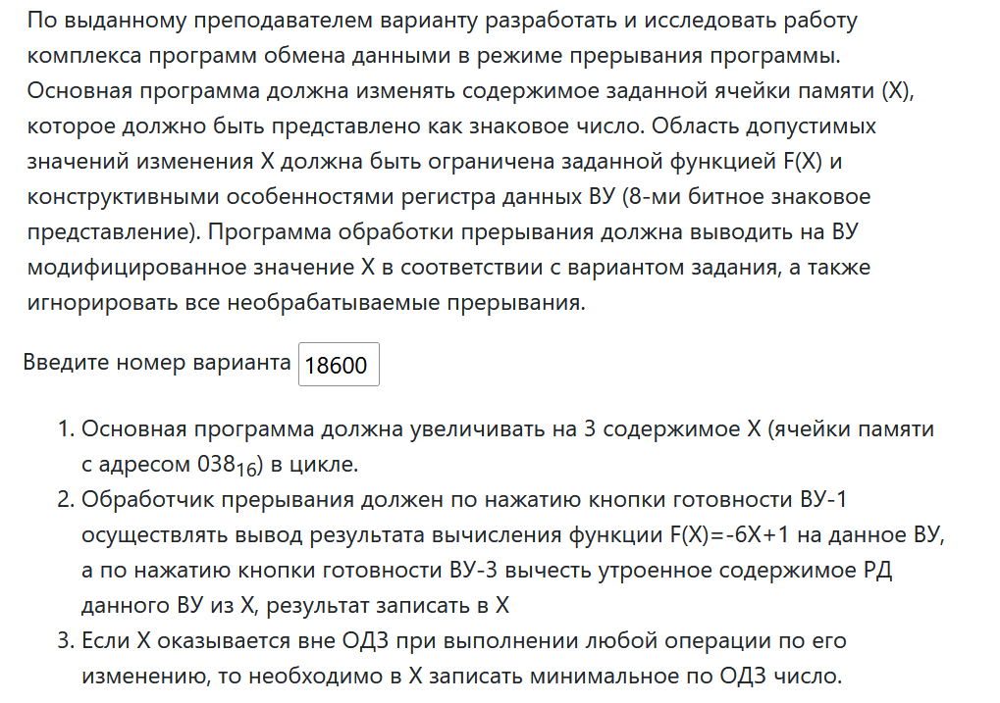 По выданному преподавателем варианту разработать и исследовать работу
комплекса программ обмена данными в режиме прерывания программы.
Основная программа должна изменять содержимое заданной ячейки памяти (X),
которое должно быть представлено как знаковое число. Область допустимых
значений изменения X должна быть ограничена заданной функцией F(X) и
конструктивными особенностями регистра данных ВУ (8-ми битное знаковое
представление). Программа обработки прерывания должна выводить на ВУ
модифицированное значение X в соответствии с вариантом задания, а также
игнорировать все необрабатываемые прерывания.
Введите номер варианта 18600
1. Основная программа должна увеличивать на 3 содержимое X (ячейки памяти
с адресом 038₁₆) в цикле.
2. Обработчик прерывания должен по нажатию кнопки готовности ВУ-1
осуществлять вывод результата вычисления функции F(X)=-6X+1 на данное ВУ,
а по нажатию кнопки готовности ВУ-3 вычесть утроенное содержимое РД
данного ВУ из X, результат записать в X
3. Если X оказывается вне ОДЗ при выполнении любой операции по его
изменению, то необходимо в X записать минимальное по ОДЗ число.